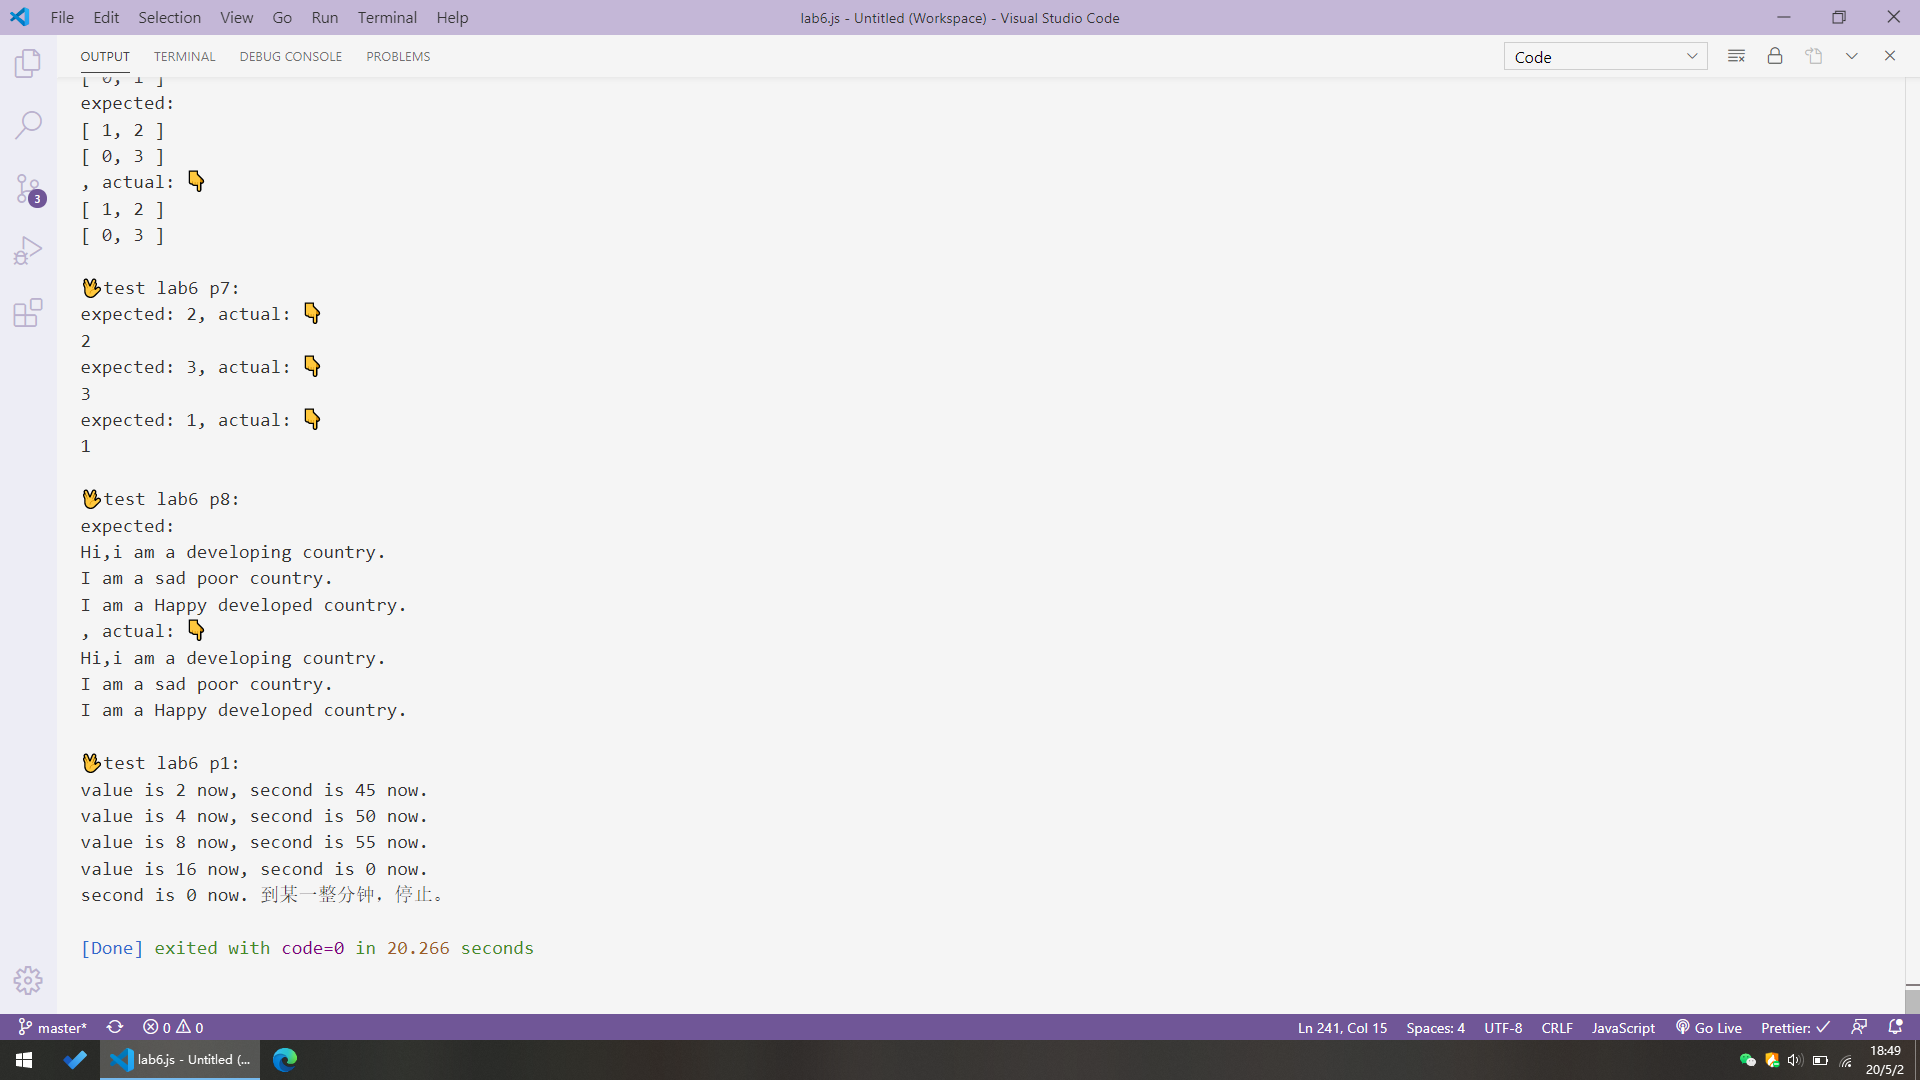 File Edit Selection View Go Run Terminal Help
lab6.js - Untitled (Workspace) - Visual Studio Code
OUTPUT TERMINAL DEBUG CONSOLE PROBLEMS
Code
[ 0, 1 ]
expected:
[ 1, 2 ]
[ 0, 3 ]
, actual: 👇
[ 1, 2 ]
[ 0, 3 ]
🖖test lab6 p7:
expected: 2, actual: 👇
2
expected: 3, actual: 👇
3
expected: 1, actual: 👇
1
🖖test lab6 p8:
expected:
Hi,i am a developing country.
I am a sad poor country.
I am a Happy developed country.
, actual: 👇
Hi,i am a developing country.
I am a sad poor country.
I am a Happy developed country.
🖖test lab6 p1:
value is 2 now, second is 45 now.
value is 4 now, second is 50 now.
value is 8 now, second is 55 now.
value is 16 now, second is 0 now.
second is 0 now. 到某一整分钟，停止。
[Done] exited with code=0 in 20.266 seconds
3
master* 0 0
Ln 241, Col 15 Spaces: 4 UTF-8 CRLF JavaScript Go Live Prettier: ✓
lab6.js - Untitled (...
18:49
20/5/2